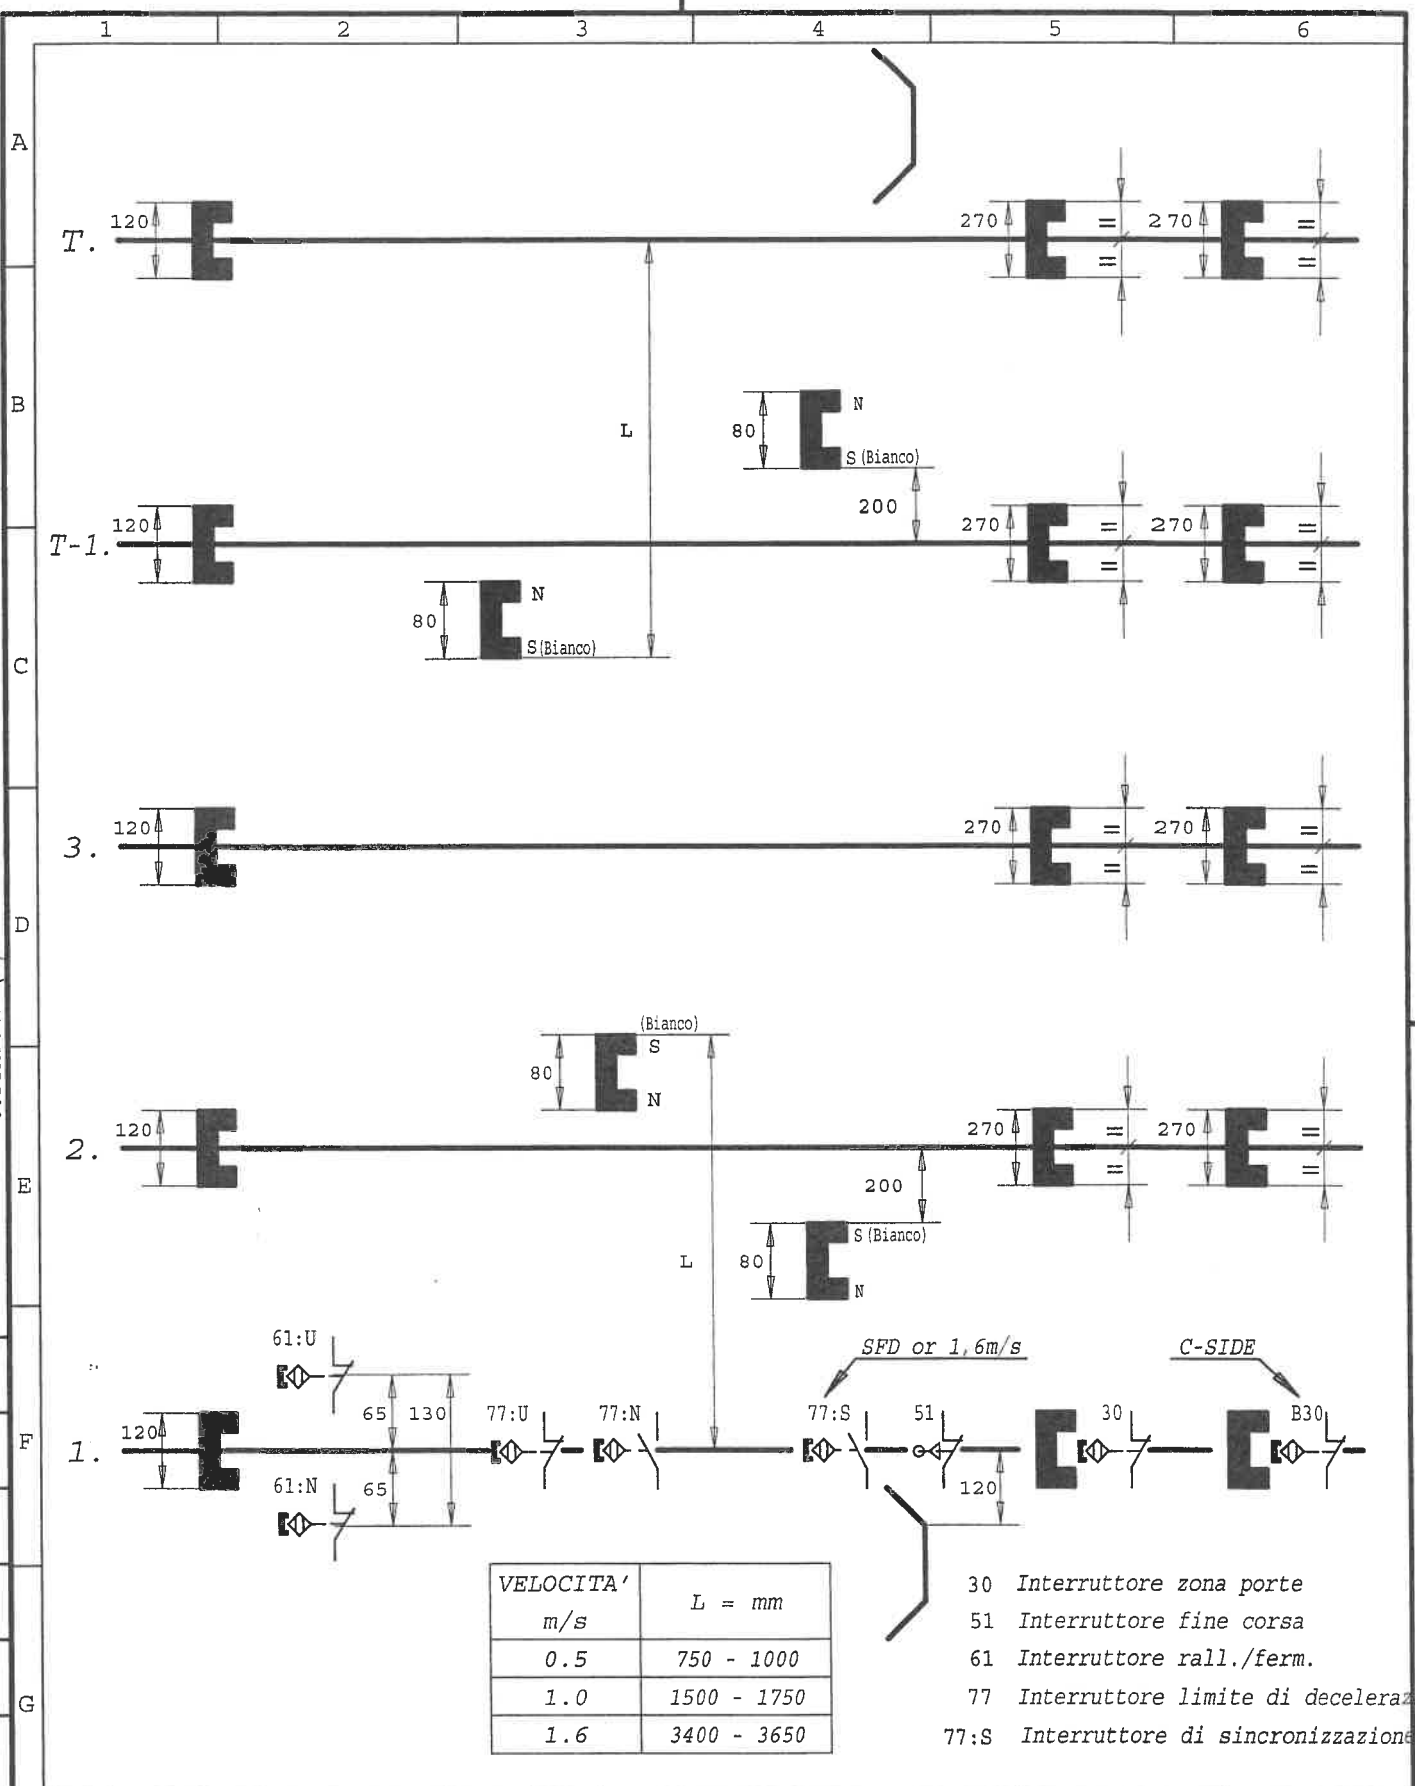 1 2 3 4 5 6
A
120 270 = 270 =
T. = =
B
80 N
L
S (Bianco)
200
120 270 = 270 =
T-1. = =
80 N
S (Bianco)
C
120 270 = 270 =
3. = =
D
(Bianco)
S
80
N
120 270 = 270 =
2. = =
E
200
S (Bianco)
L 80
N
61:U SFD or 1,6m/s C-SIDE
65 130 77:U 77:N 77:S 51 30 B30
F
120
1.
61:N 65 120
VELOCITA' m/s L = mm
0.5 750 - 1000
1.0 1500 - 1750
1.6 3400 - 3650
30 Interruttore zona porte
51 Interruttore fine corsa
61 Interruttore rall./ferm.
77 Interruttore limite di deceleraz
77:S Interruttore di sincronizzazione
G